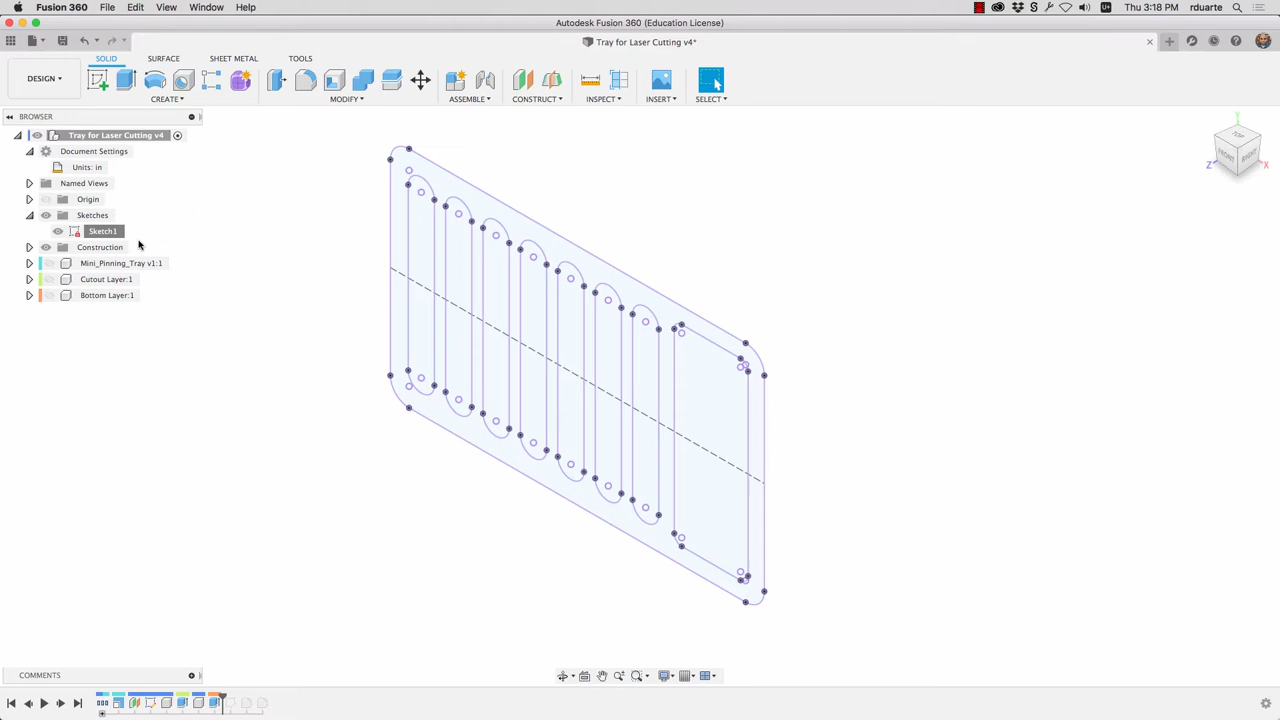 Fusion 360 File Edit View Window Help
Thu 3:18 PM rduarte
Autodesk Fusion 360 (Education License)
Tray for Laser Cutting v4*
SOLID SURFACE SHEET METAL TOOLS
DESIGN
CREATE MODIFY ASSEMBLE CONSTRUCT INSPECT INSERT SELECT
BROWSER
Tray for Laser Cutting v4
Document Settings
Units: in
Named Views
Origin
Sketches
Sketch1
Construction
Mini_Pinning_Tray v1:1
Cutout Layer:1
Bottom Layer:1
TOP
FRONT RIGHT
Y
Z X
COMMENTS